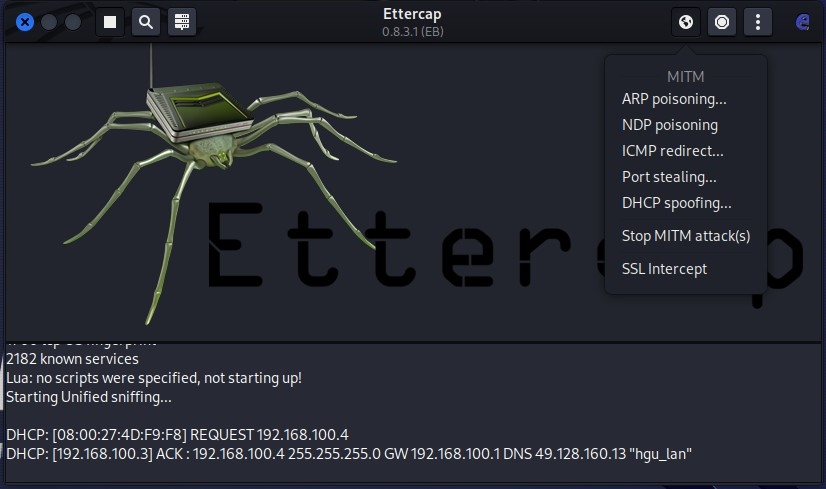 Ettercap
0.8.3.1 (EB)
MITM
ARP poisoning...
NDP poisoning
ICMP redirect...
Port stealing...
DHCP spoofing...
Stop MITM attack(s)
SSL Intercept
Etter p
2182 known services
Lua: no scripts were specified, not starting up!
Starting Unified sniffing...
DHCP: [08:00:27:4D:F9:F8] REQUEST 192.168.100.4
DHCP: [192.168.100.3] ACK : 192.168.100.4 255.255.255.0 GW 192.168.100.1 DNS 49.128.160.13 "hgu_lan"